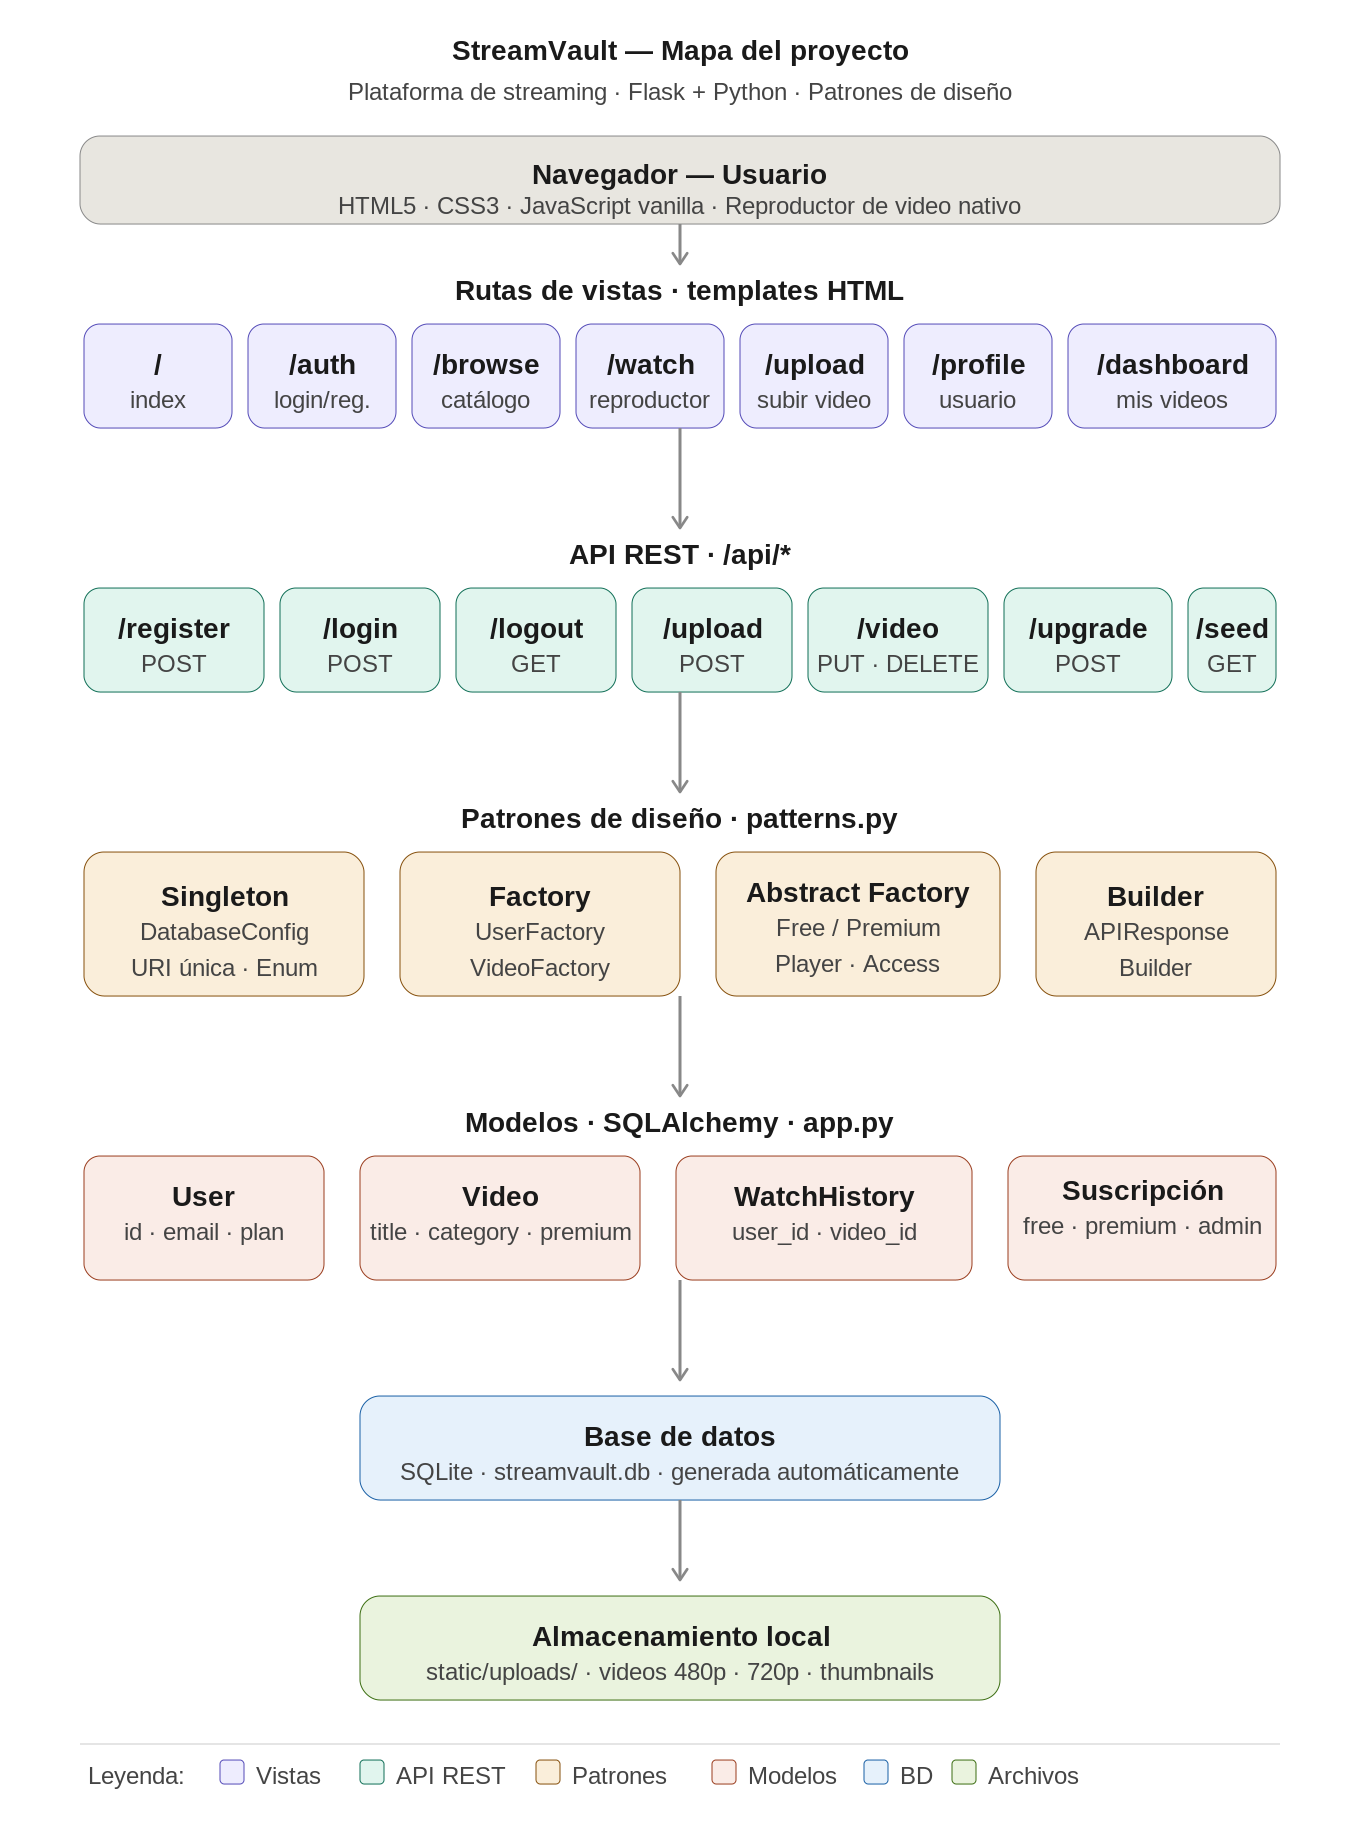 StreamVault — Mapa del proyecto
Plataforma de streaming · Flask + Python · Patrones de diseño
Navegador — Usuario
HTML5 · CSS3 · JavaScript vanilla · Reproductor de video nativo
Rutas de vistas · templates HTML
/
index
/auth
login/reg.
/browse
catálogo
/watch
reproductor
/upload
subir video
/profile
usuario
/dashboard
mis videos
API REST · /api/*
/register
POST
/login
POST
/logout
GET
/upload
POST
/video
PUT · DELETE
/upgrade
POST
/seed
GET
Patrones de diseño · patterns.py
Singleton
DatabaseConfig
URI única · Enum
Factory
UserFactory
VideoFactory
Abstract Factory
Free / Premium
Player · Access
Builder
APIResponse
Builder
Modelos · SQLAlchemy · app.py
User
id · email · plan
Video
title · category · premium
WatchHistory
user_id · video_id
Suscripción
free · premium · admin
Base de datos
SQLite · streamvault.db · generada automáticamente
Almacenamiento local
static/uploads/ · videos 480p · 720p · thumbnails
Leyenda: Vistas API REST Patrones Modelos BD Archivos